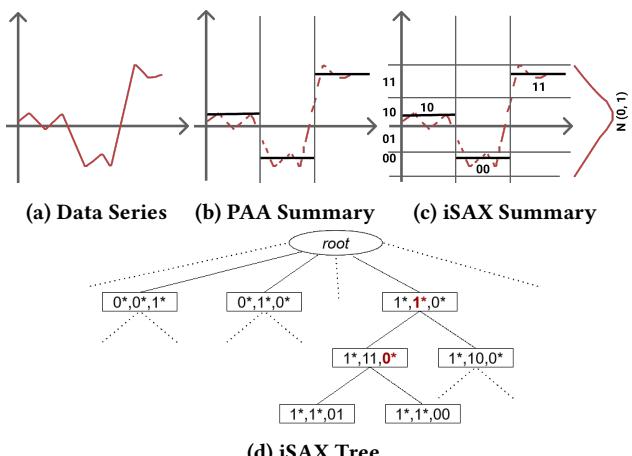 11
10
01
00
10
11
00
N (0, 1)
(a) Data Series
(b) PAA Summary
(c) iSAX Summary
root
0*,0*,1*
0*,1*,0*
1*,1*,0*
1*,11,0*
1*,10,0*
1*,1*,01
1*,1*,00
(d) iSAX Tree